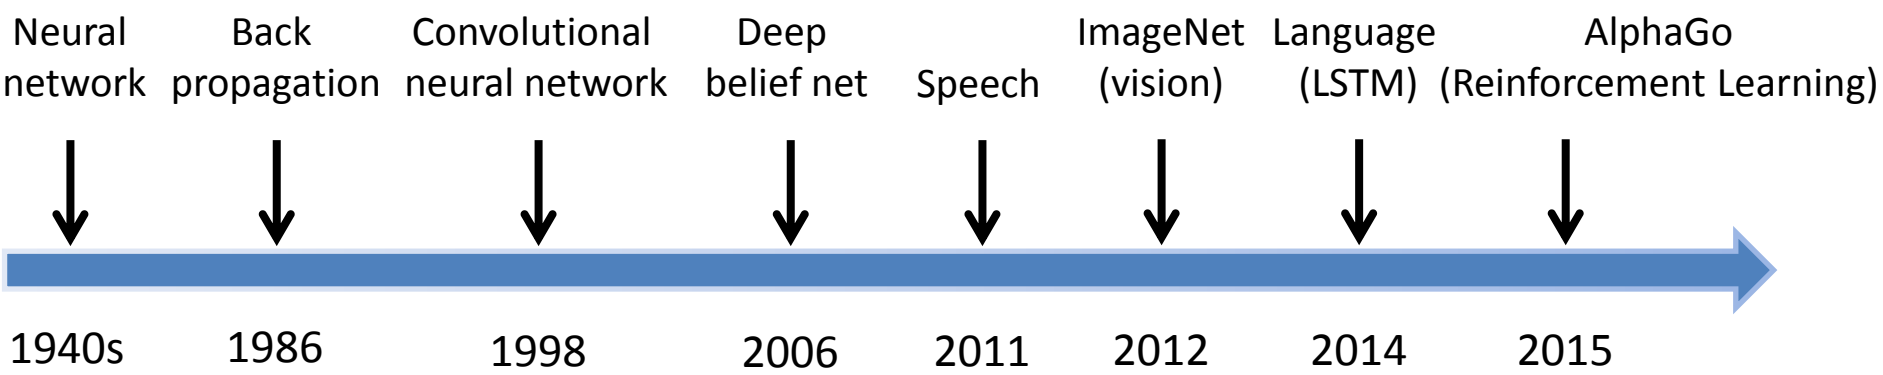 Neural
network
Back
propagation
Convolutional
neural network
Deep
belief net
Speech
ImageNet
(vision)
Language
(LSTM)
AlphaGo
(Reinforcement Learning)
1940s
1986
1998
2006
2011
2012
2014
2015